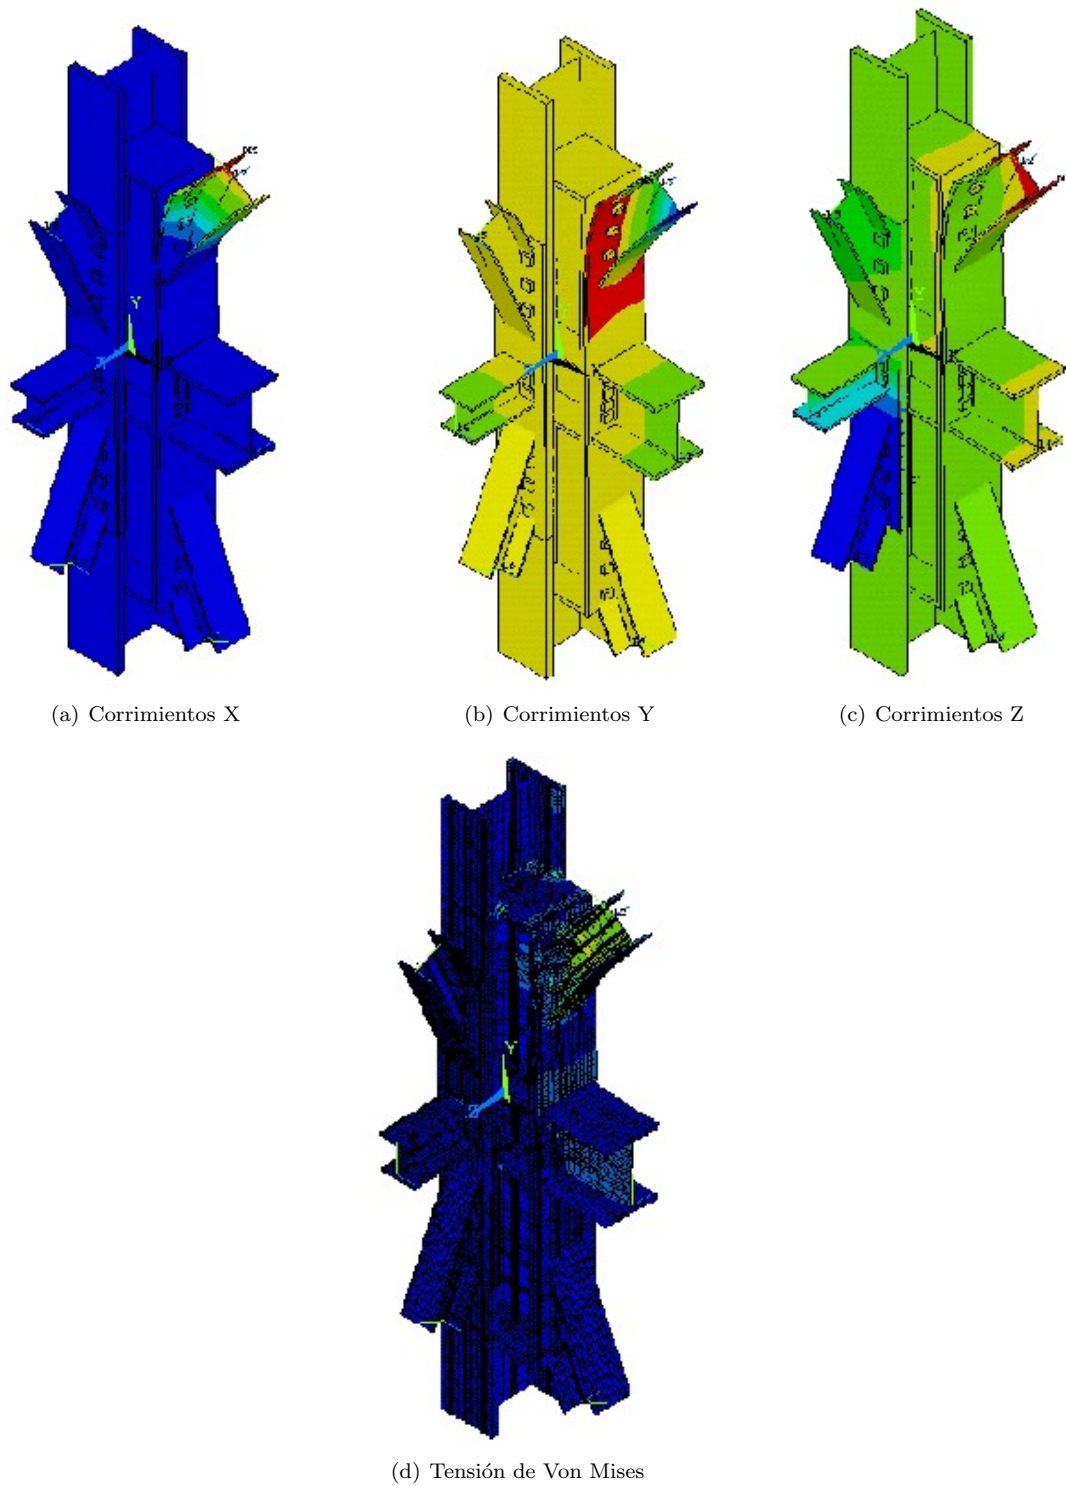 Y
Z
(a) Corrimientos X
(b) Corrimientos Y
(c) Corrimientos Z
Y
Z
(d) Tensión de Von Mises